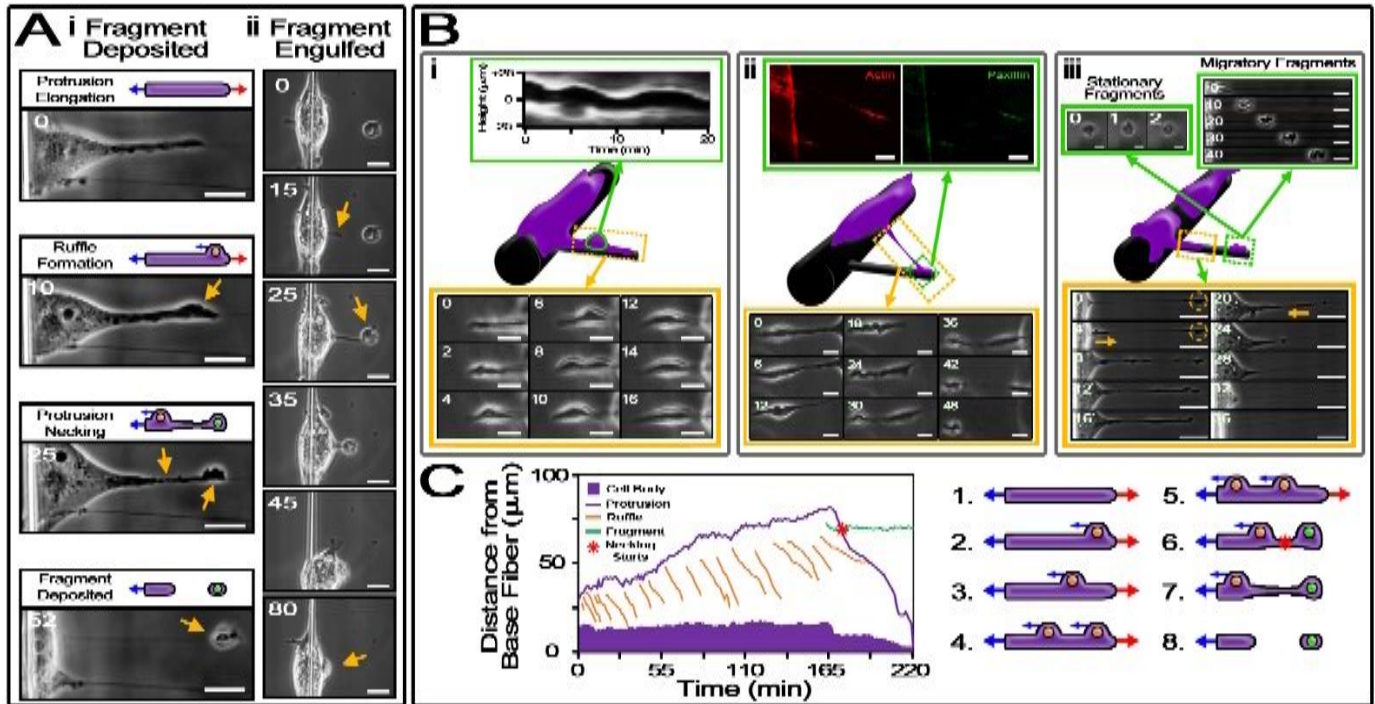 A
i Fragment
Deposited
ii Fragment
Engulfed
Protrusion
Elongation
0
Ruffle
Formation
10
Protrusion
Necking
25
Fragment
Deposited
52
0
15
25
35
45
80
B
i
Height (μm)
0
0
10
20
Time (min)
0
6
12
2
8
14
4
10
16
ii
Actin
Paxillin
0
18
36
6
24
42
12
30
48
iii
Stationary
Fragments
0
1
2
Migratory Fragments
10
20
30
40
0
20
24
28
12
16
C
Distance from
Base Fiber (μm)
100
50
0
Cell Body
Protrusion
Ruffle
Fragment
Necking
Starts
0
55
110
165
220
Time (min)
1.
2.
3.
4.
5.
6.
7.
8.